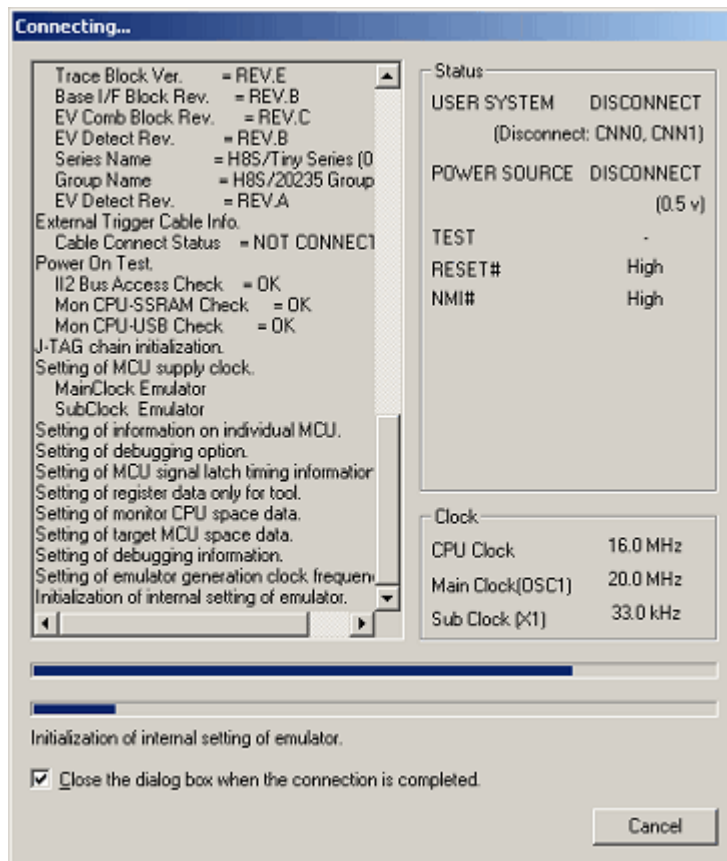 Connecting...
Trace Block Ver. = REV.E
Base I/F Block Rev. = REV.B
EV Comb Block Rev. = REV.C
EV Detect Rev. = REV.B
Series Name = H8S/Tiny Series (0
Group Name = H8S/20235 Group
EV Detect Rev. = REV.A
External Trigger Cable Info.
Cable Connect Status = NOT CONNECT
Power On Test.
II2 Bus Access Check = OK
Mon CPU-SSRAM Check = OK
Mon CPU-USB Check = OK
J-TAG chain initialization.
Setting of MCU supply clock.
MainClock Emulator
SubClock Emulator
Setting of information on individual MCU.
Setting of debugging option.
Setting of MCU signal latch timing information
Setting of register data only for tool.
Setting of monitor CPU space data.
Setting of target MCU space data.
Setting of debugging information.
Setting of emulator generation clock frequen
Initialization of internal setting of emulator.
Status
USER SYSTEM DISCONNECT
(Disconnect: CNN0, CNN1)
POWER SOURCE DISCONNECT
(0.5 v)
TEST -
RESET# High
NMI# High
Clock
CPU Clock 16.0 MHz
Main Clock(OSC1) 20.0 MHz
Sub Clock (X1) 33.0 kHz
Initialization of internal setting of emulator.
Close the dialog box when the connection is completed.
Cancel